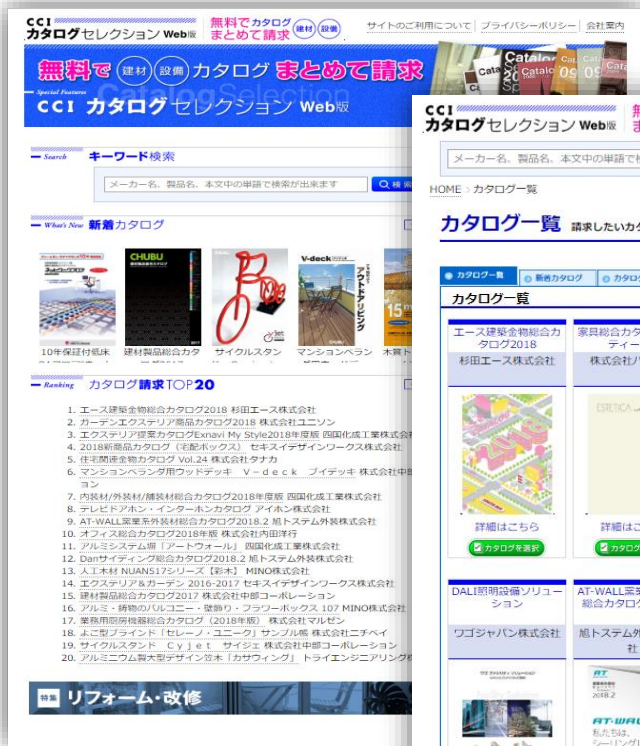 CCI
カタログセレクション Web版
無料でカタログ 建材 設備
まとめて請求
サイトのご利用について プライバシーポリシー 会社案内
無料で 建材 設備 カタログ まとめて請求
Special Features
CCI カタログセレクション Web版
Search キーワード検索
メーカー名、製品名、本文中の単語で検索が出来ます
検索
What's New 新着カタログ
CHUBU
V-deck
アウトドアリビング
10年保証付低床
建材製品総合カタ
サイクルスタン
マンションベラン
木質ト
Ranking カタログ請求TOP20
1. エース建築金物総合カタログ2018 杉田エース株式会社
2. ガーデンエクステリア商品カタログ2018 株式会社ユニソン
3. エクステリア提案カタログExnavi My Style2018年度版 四国化成工業株式会
4. 2018新商品カタログ（宅配ボックス） セキスイデザインワークス株式会社
5. 住宅関連金物カタログ Vol.24 株式会社タナカ
6. マンションベランダ用ウッドデッキ V－ｄｅｃｋ ブイデッキ 株式会社中部
ョン
7. 内装材/外装材/舗装材総合カタログ2018年度版 四国化成工業株式会社
8. テレビドアホン・インターホンカタログ アイホン株式会社
9. AT-WALL窯業系外装材総合カタログ2018.2 旭トステム外装株式会社
10. オフィス総合カタログ2018年版 株式会社内田洋行
11. アルミシステム塀「アートウォール」 四国化成工業株式会社
12. Danサイディング総合カタログ2018.2 旭トステム外装株式会社
13. 人工木材 NUANS17シリーズ【彩木】 MINO株式会社
14. エクステリア&ガーデン 2016-2017 セキスイデザインワークス株式会社
15. 建材製品総合カタログ2017 株式会社中部コーポレーション
16. アルミ・鋳物のバルコニー・壁飾り・フラワーボックス 107 MINO株式会社
17. 業務用厨房機器総合カタログ（2018年版） 株式会社マルゼン
18. よこ型ブラインド「セレーノ・ユニーク」サンプル帳 株式会社ニチベイ
19. サイクルスタンド Ｃｙｊｅｔ サイジェ 株式会社中部コーポレーション
20. アルミニウム製大型デザイン笠木「カサウィング」 トライエンジニアリング
特集 リフォーム・改修
CCI
カタログセレクション Web版
メーカー名、製品名、本文中の単語で検
HOME > カタログ一覧
カタログ一覧 請求したいカタ
カタログ一覧 新着カタログ カタロ
カタログ一覧
エース建築金物総合カ
タログ2018
杉田エース株式会社
2018
詳細はこちら
カタログを選択
家具総合カタ
ティー
株式会社パ
ESTETICA
詳細はこ
カタログ
DALI照明設備ソリュー
ション
ワゴジャパン株式会社
AT-WALL窯業
総合カタログ
旭トステム外
社
AT
2018.2
AT-WALL
私たちは、